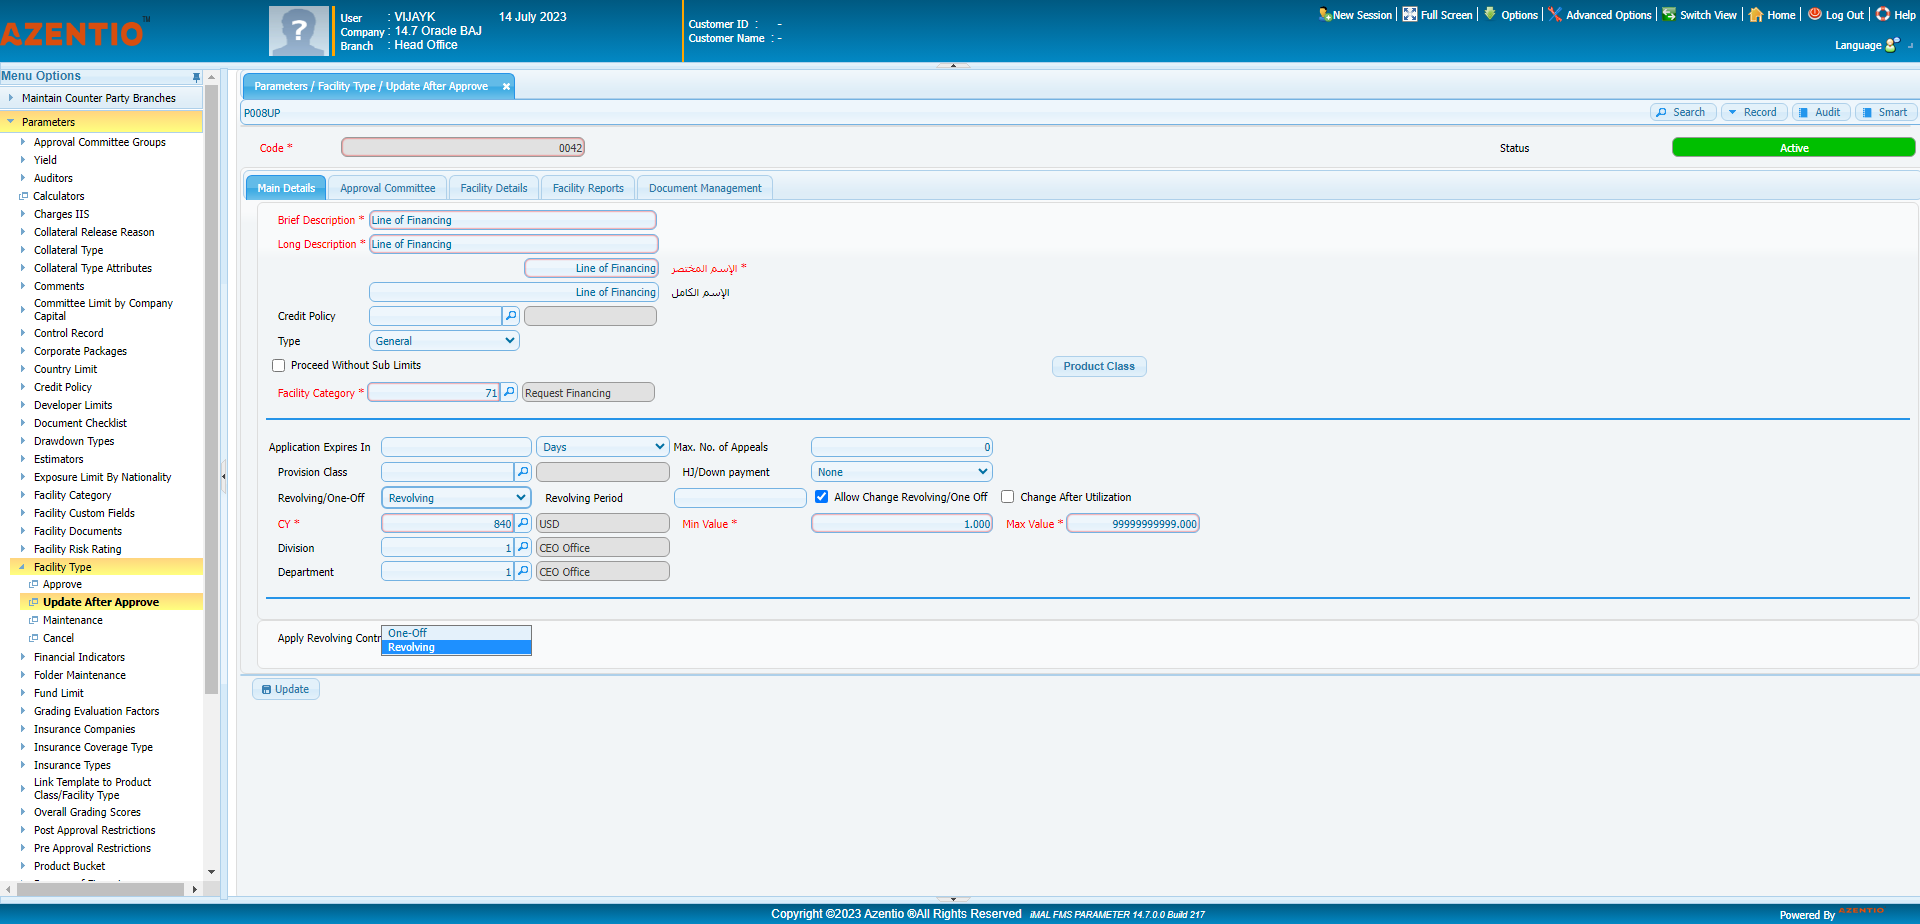 AZENTIO™
User : VIJAYK 14 July 2023
Company : 14.7 Oracle BAJ
Branch : Head Office
Customer ID : -
Customer Name : -
New Session Full Screen Options Advanced Options Switch View Home Log Out Help
Language
Menu Options
Maintain Counter Party Branches
Parameters
Approval Committee Groups
Yield
Auditors
Calculators
Charges IIS
Collateral Release Reason
Collateral Type
Collateral Type Attributes
Comments
Committee Limit by Company
Capital
Control Record
Corporate Packages
Country Limit
Credit Policy
Developer Limits
Document Checklist
Drawdown Types
Estimators
Exposure Limit By Nationality
Facility Category
Facility Custom Fields
Facility Documents
Facility Risk Rating
Facility Type
Approve
Update After Approve
Maintenance
Cancel
Financial Indicators
Folder Maintenance
Fund Limit
Grading Evaluation Factors
Insurance Companies
Insurance Coverage Type
Insurance Types
Link Template to Product
Class/Facility Type
Overall Grading Scores
Post Approval Restrictions
Pre Approval Restrictions
Product Bucket
Parameters / Facility Type / Update After Approve
P008UP
Search Record Audit Smart
Code * 0042 Status Active
Main Details Approval Committee Facility Details Facility Reports Document Management
Brief Description * Line of Financing
Long Description * Line of Financing
Line of Financing الإسم المختصر *
Line of Financing الإسم الكامل
Credit Policy
Type General
Proceed Without Sub Limits Product Class
Facility Category * 71 Request Financing
Application Expires In Days Max. No. of Appeals 0
Provision Class HJ/Down payment None
Revolving/One-Off Revolving Revolving Period Allow Change Revolving/One Off Change After Utilization
CY * 840 USD Min Value * 1.000 Max Value * 99999999999.000
Division 1 CEO Office
Department 1 CEO Office
One-Off
Apply Revolving Contr
Revolving
Update
Copyright ©2023 Azentio ®All Rights Reserved iMAL FMS PARAMETER 14.7.0.0 Build 217
Powered By AZENTIO